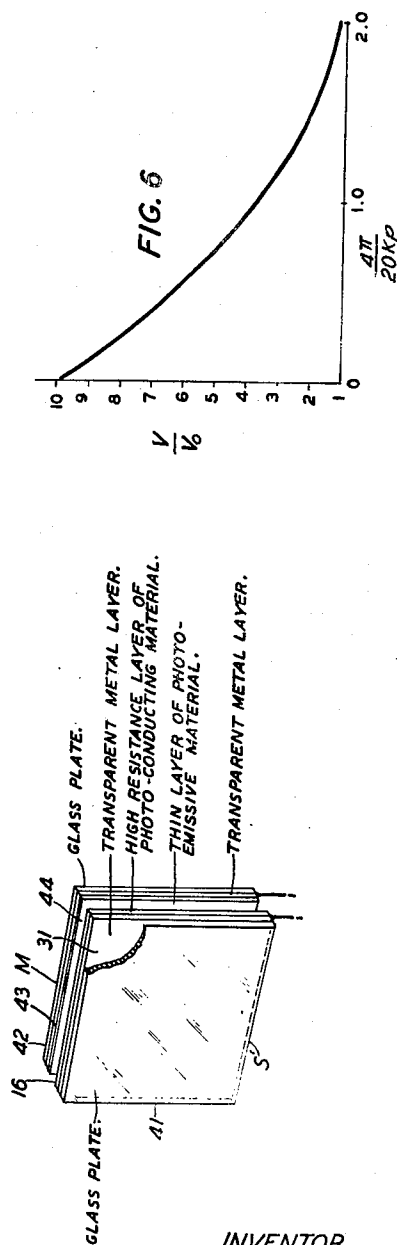 GLASS PLATE.
42
M
44
43
31
16
GLASS PLATE.
TRANSPARENT METAL LAYER.
HIGH RESISTANCE LAYER OF
PHOTO-CONDUCTING MATERIAL.
THIN LAYER OF PHOTO-
EMISSIVE MATERIAL.
TRANSPARENT METAL LAYER.
41
S'
FIG. 6
V
V₀
10
9
8
7
6
5
4
3
2
1
0
1.0
2.0
4π
20Kρ
INVENTOR